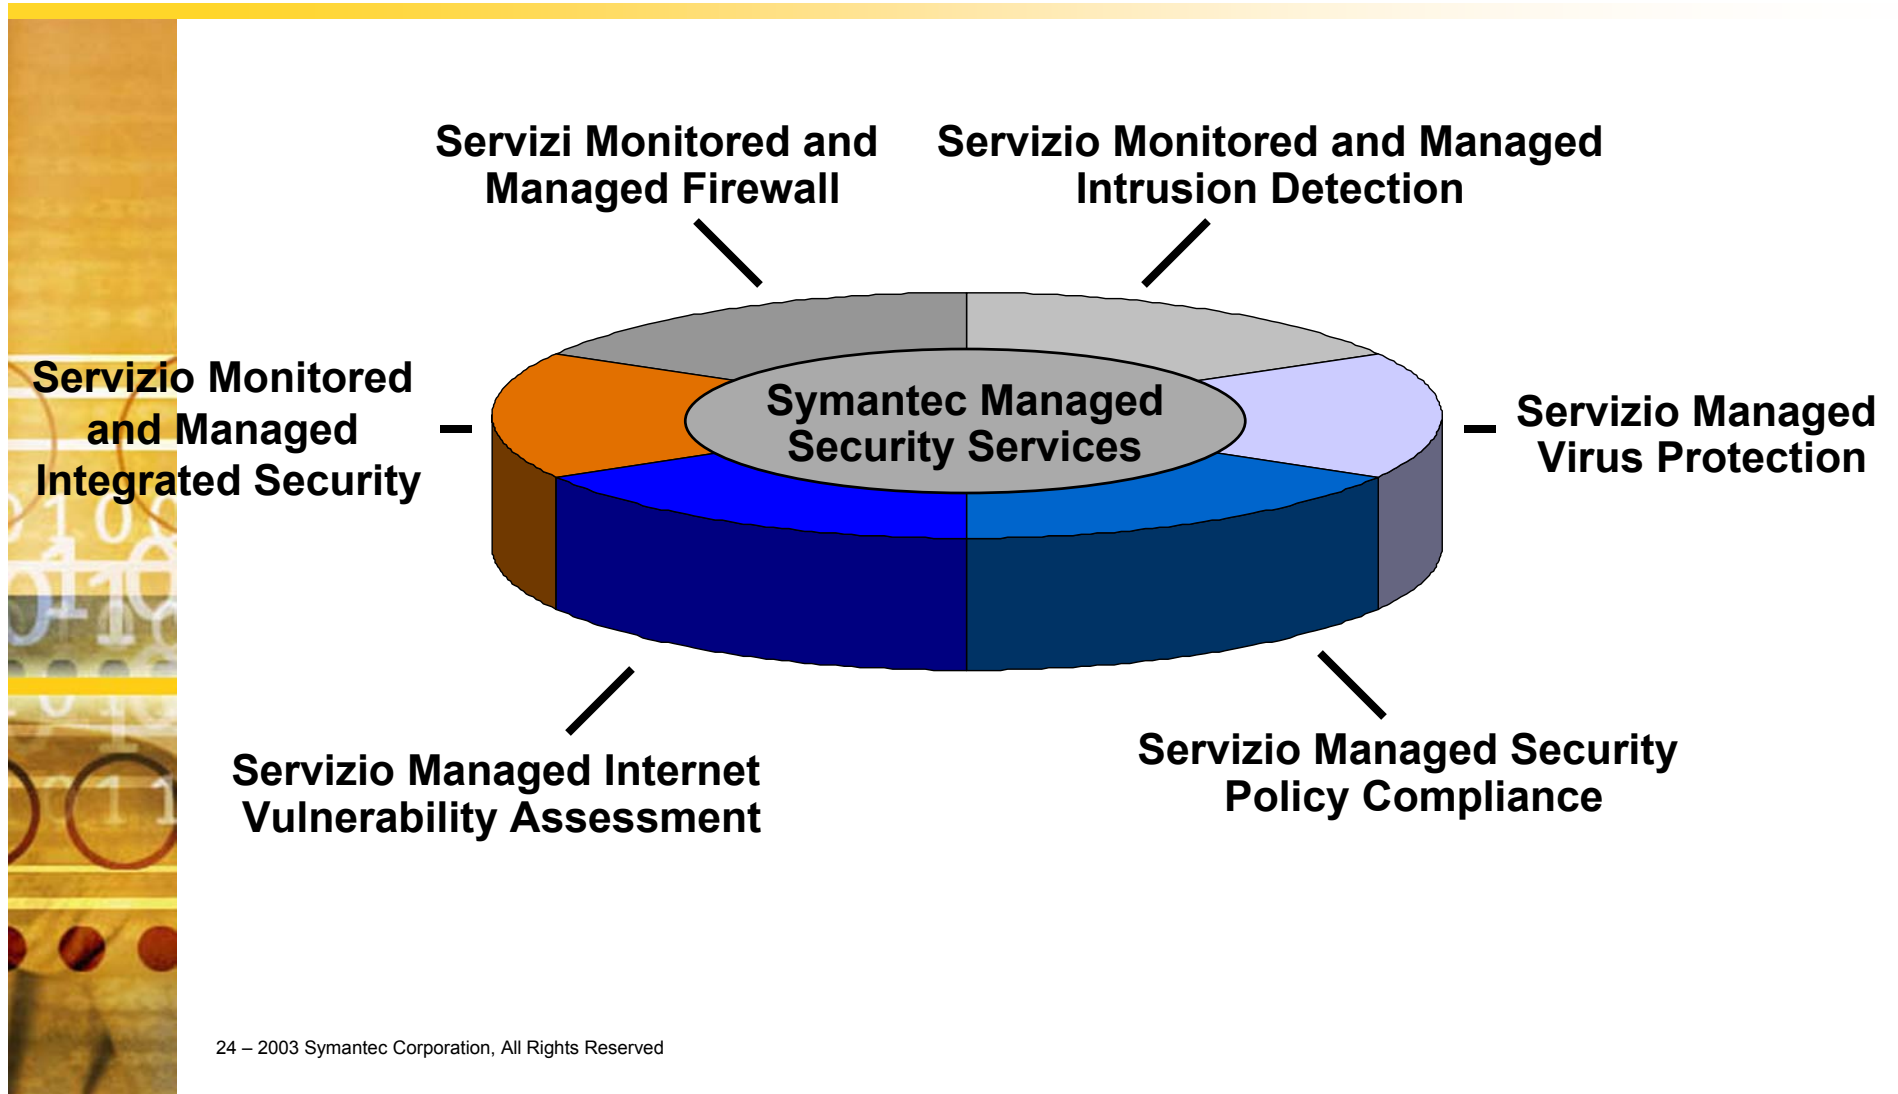 Servizi Monitored and
Managed Firewall
Servizio Monitored and Managed
Intrusion Detection
Servizio Monitored
and Managed
Integrated Security
Symantec Managed
Security Services
Servizio Managed
Virus Protection
Servizio Managed Internet
Vulnerability Assessment
Servizio Managed Security
Policy Compliance
24 – 2003 Symantec Corporation, All Rights Reserved